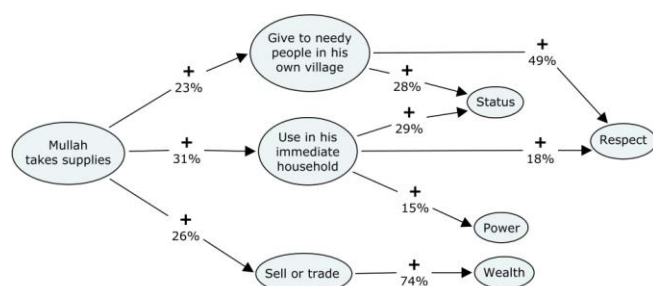 Give to needy
people in his
own village
+
23%
+
28%
+
49%
Status
Mullah
takes supplies
+
31%
Use in his
immediate
household
+
29%
+
18%
Respect
+
15%
Power
+
26%
Sell or trade
+
74%
Wealth